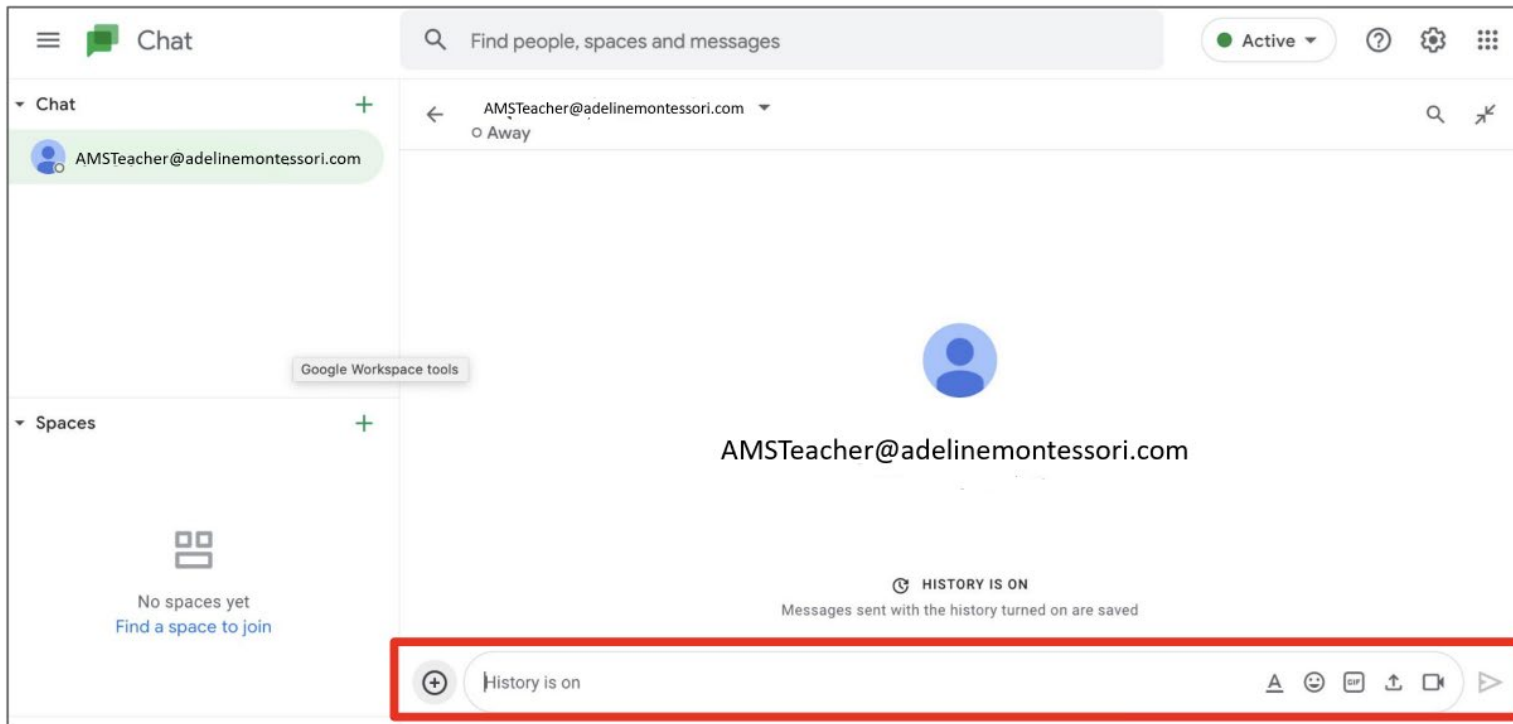 Chat
Find people, spaces and messages
Active
Chat
AMSTeacher@adelinemontessori.com
AMSTeacher@adelinemontessori.com
Away
Google Workspace tools
Spaces
No spaces yet
Find a space to join
AMSTeacher@adelinemontessori.com
HISTORY IS ON
Messages sent with the history turned on are saved
History is on
GIF